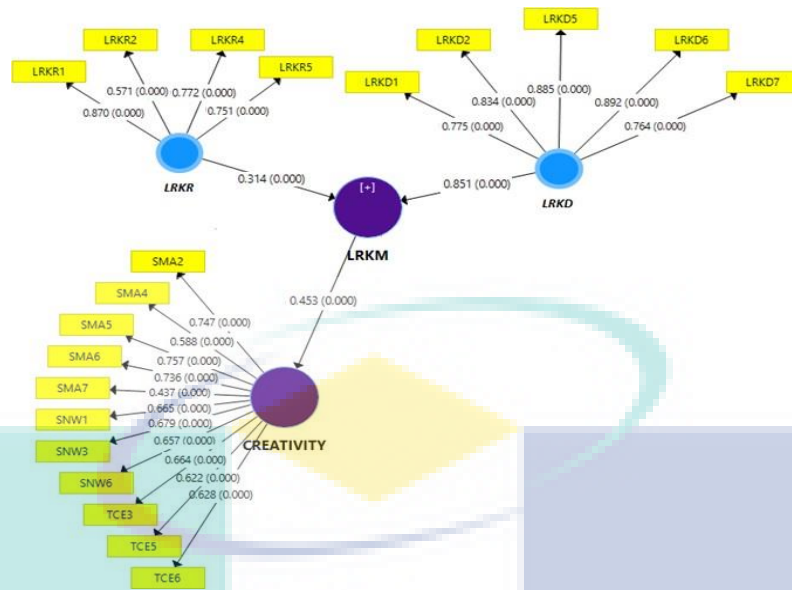 LRKR1
LRKR2
LRKR4
LRKR5
0.870 (0.000)
0.571 (0.000)
0.772 (0.000)
0.751 (0.000)
LRKR
0.314 (0.000)
LRKD1
LRKD2
LRKD5
LRKD6
LRKD7
0.775 (0.000)
0.834 (0.000)
0.885 (0.000)
0.892 (0.000)
0.764 (0.000)
LRKD
0.851 (0.000)
[+]
LRKM
0.453 (0.000)
SMA2
SMA4
SMA5
SMA6
SMA7
SNW1
SNW3
SNW6
TCE3
TCE5
TCE6
0.747 (0.000)
0.588 (0.000)
0.757 (0.000)
0.736 (0.000)
0.437 (0.000)
0.665 (0.000)
0.679 (0.000)
0.657 (0.000)
0.664 (0.000)
0.622 (0.000)
0.628 (0.000)
CREATIVITY